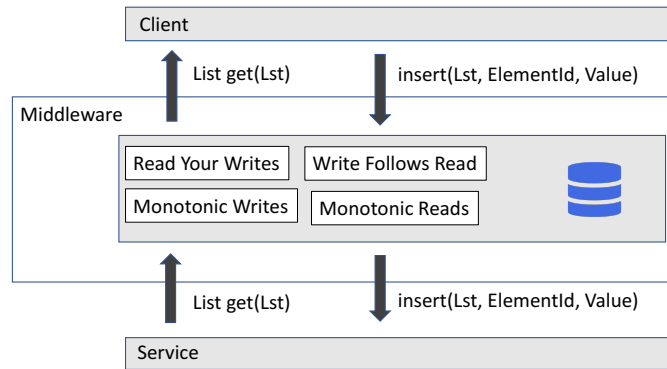 Client
List get(Lst)
insert(Lst, ElementId, Value)
Middleware
Read Your Writes
Write Follows Read
Monotonic Writes
Monotonic Reads
List get(Lst)
insert(Lst, ElementId, Value)
Service